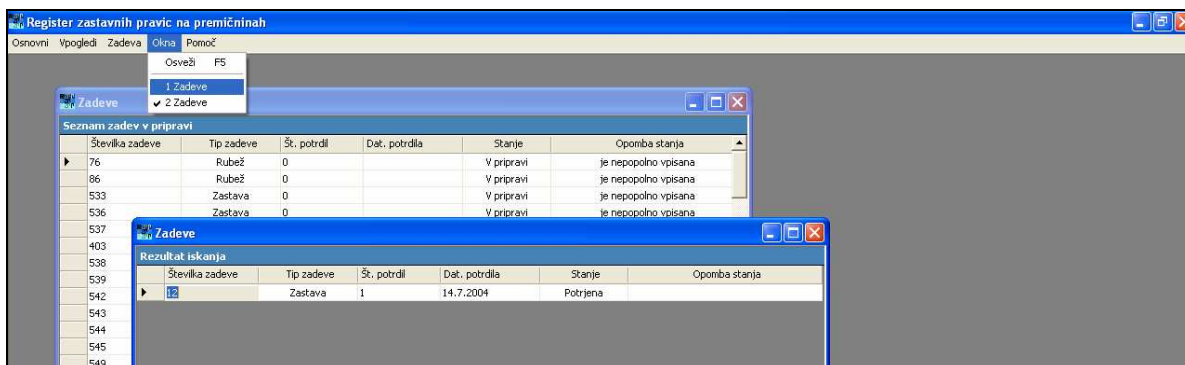 Register zastavnih pravic na premičninah
Osnovni Vpogledi Zadeva Okna Pomoč
Osveži F5
1 Zadeve
✔ 2 Zadeve
Zadeve
Seznam zadev v pripravi
Številka zadeve Tip zadeve Št. potrdil Dat. potrdila Stanje Opomba stanja
76 Rubež 0 V pripravi je nepopolno vpisana
86 Rubež 0 V pripravi je nepopolno vpisana
533 Zastava 0 V pripravi je nepopolno vpisana
536 Zastava 0 V pripravi je nepopolno vpisana
537
403
538
539
542
543
544
545
549
Zadeve
Rezultat iskanja
Številka zadeve Tip zadeve Št. potrdil Dat. potrdila Stanje Opomba stanja
12 Zastava 1 14.7.2004 Potrjena